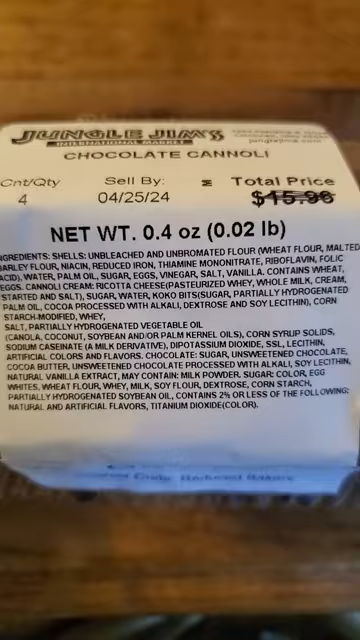 JUNGLE JIM'S
INTERNATIONAL MARKET
junglejims.com
CHOCOLATE CANNOLI
Cnt/Qty Sell By: Total Price
4 04/25/24 $15.96
NET WT. 0.4 oz (0.02 lb)
INGREDIENTS: SHELLS: UNBLEACHED AND UNBROMATED FLOUR (WHEAT FLOUR, MALTED
BARLEY FLOUR, NIACIN, REDUCED IRON, THIAMINE MONONITRATE, RIBOFLAVIN, FOLIC
ACID), WATER, PALM OIL, SUGAR, EGGS, VINEGAR, SALT, VANILLA. CONTAINS WHEAT,
EGGS. CANNOLI CREAM: RICOTTA CHEESE(PASTEURIZED WHEY, WHOLE MILK, CREAM,
STARTED AND SALT), SUGAR, WATER, KOKO BITS(SUGAR, PARTIALLY HYDROGENATED
PALM OIL, COCOA PROCESSED WITH ALKALI, DEXTROSE AND SOY LECITHIN), CORN
STARCH-MODIFIED, WHEY,
SALT, PARTIALLY HYDROGENATED VEGETABLE OIL
(CANOLA, COCONUT, SOYBEAN AND/OR PALM KERNEL OILS), CORN SYRUP SOLIDS,
SODIUM CASEINATE (A MILK DERIVATIVE), DIPOTASSIUM DIOXIDE, SSL, LECITHIN,
ARTIFICIAL COLORS AND FLAVORS. CHOCOLATE: SUGAR, UNSWEETENED CHOCOLATE,
COCOA BUTTER, UNSWEETENED CHOCOLATE PROCESSED WITH ALKALI, SOY LECITHIN,
NATURAL VANILLA EXTRACT, MAY CONTAIN: MILK POWDER. SUGAR: COLOR, EGG
WHITES, WHEAT FLOUR, WHEY, MILK, SOY FLOUR, DEXTROSE, CORN STARCH,
PARTIALLY HYDROGENATED SOYBEAN OIL, CONTAINS 2% OR LESS OF THE FOLLOWING:
NATURAL AND ARTIFICIAL FLAVORS, TITANIUM DIOXIDE(COLOR).